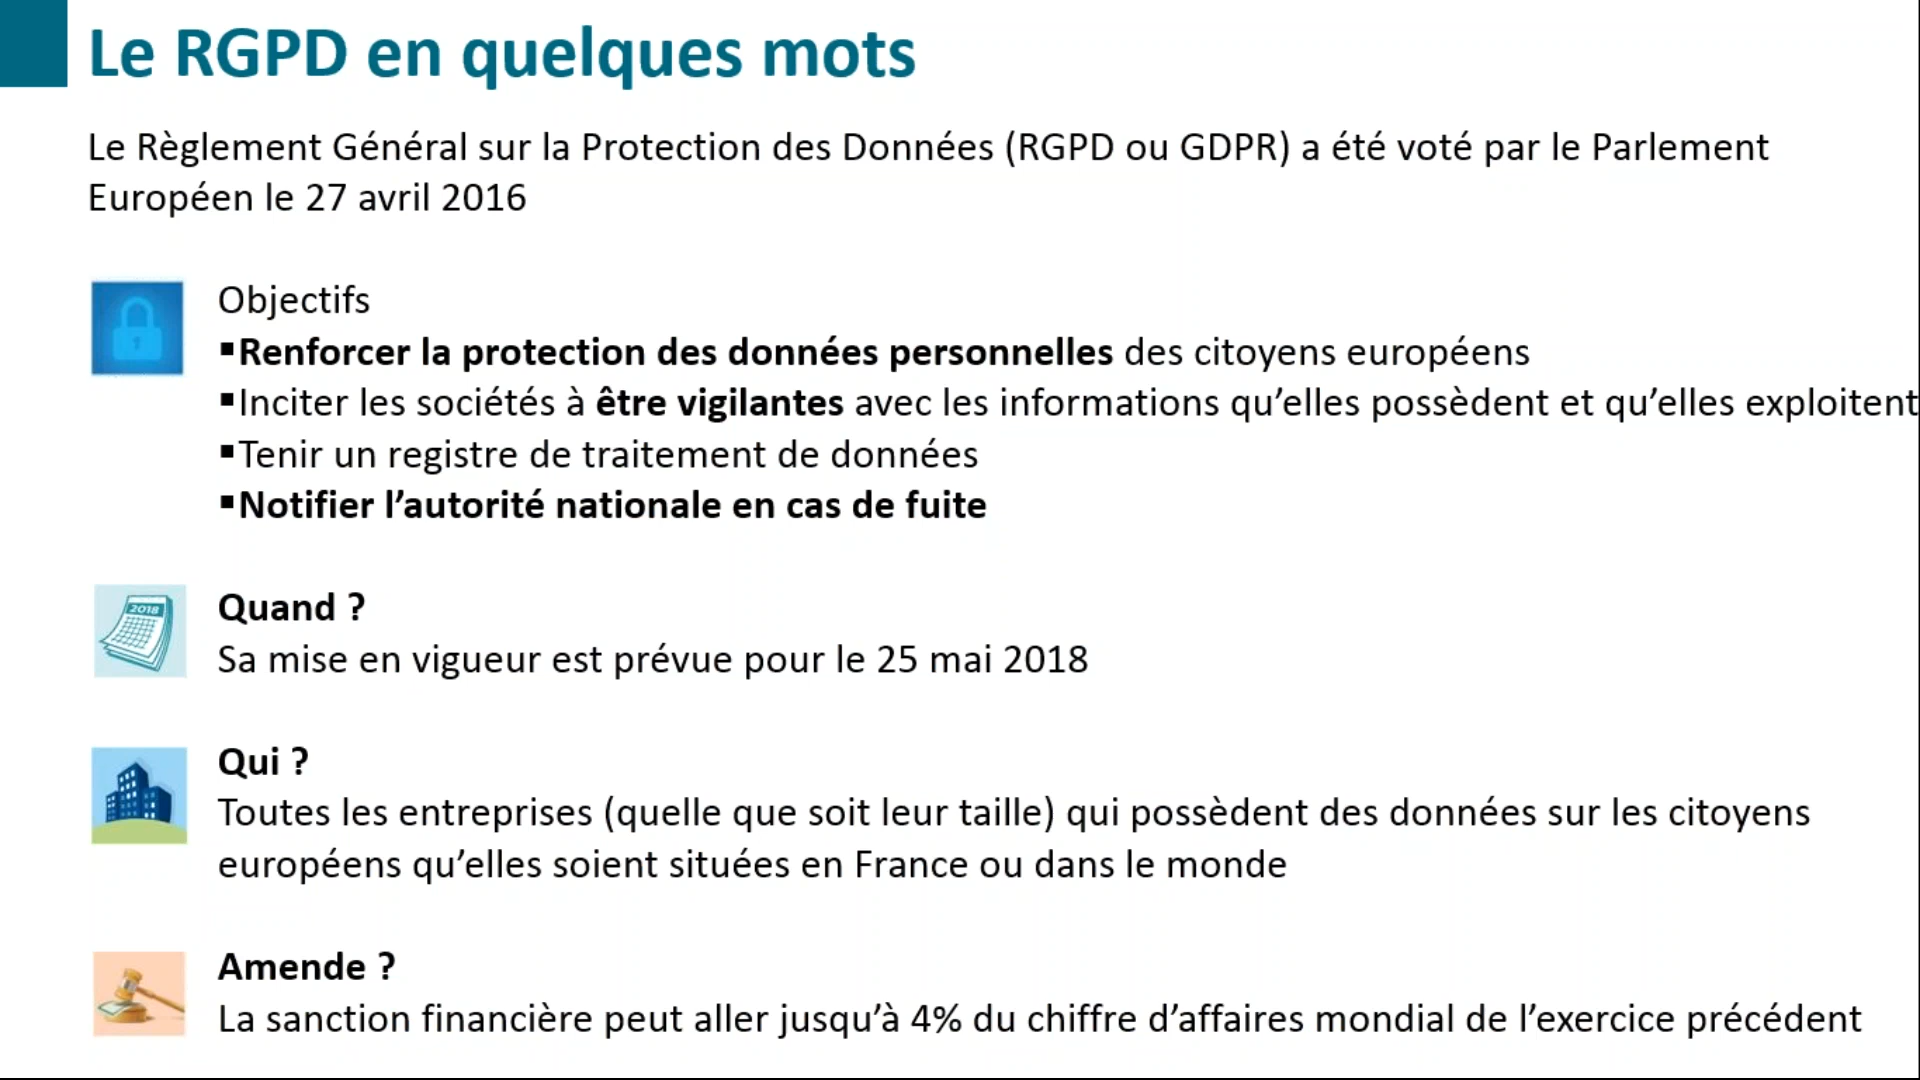 Le RGPD en quelques mots
Le Règlement Général sur la Protection des Données (RGPD ou GDPR) a été voté par le Parlement
Européen le 27 avril 2016
Objectifs
▪Renforcer la protection des données personnelles des citoyens européens
▪Inciter les sociétés à être vigilantes avec les informations qu’elles possèdent et qu’elles exploitent
▪Tenir un registre de traitement de données
▪Notifier l’autorité nationale en cas de fuite
2018
Quand ?
Sa mise en vigueur est prévue pour le 25 mai 2018
Qui ?
Toutes les entreprises (quelle que soit leur taille) qui possèdent des données sur les citoyens
européens qu’elles soient situées en France ou dans le monde
Amende ?
La sanction financière peut aller jusqu’à 4% du chiffre d’affaires mondial de l’exercice précédent